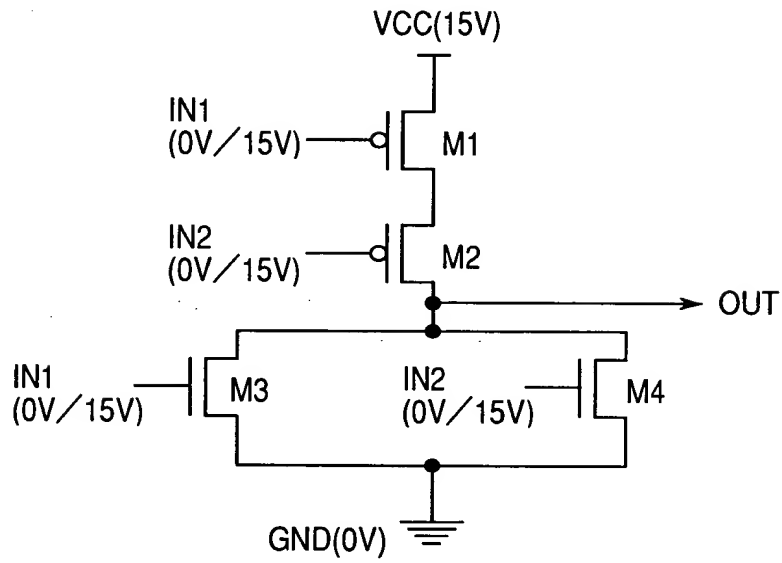 VCC(15V)
IN1
(0V/15V)
M1
IN2
(0V/15V)
M2
OUT
IN1
(0V/15V)
M3
IN2
(0V/15V)
M4
GND(0V)